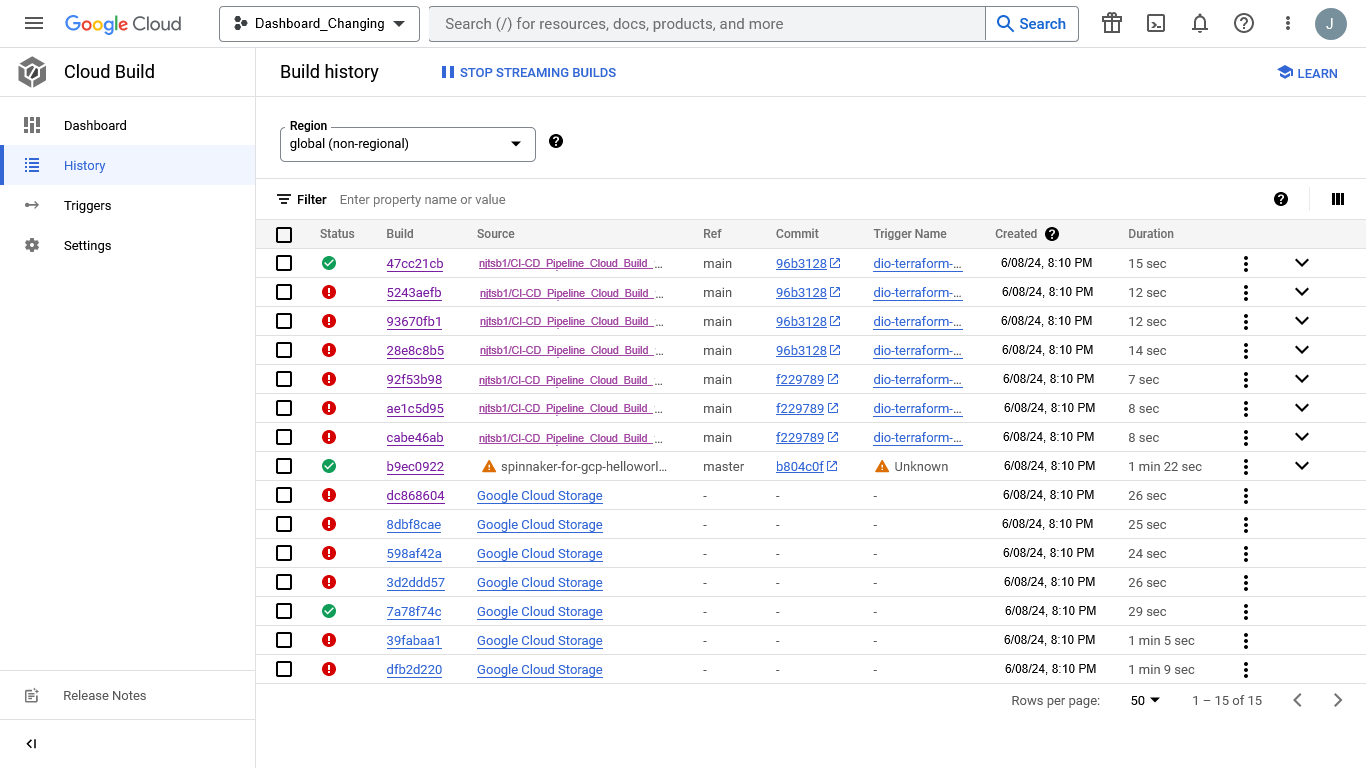 Google Cloud
Dashboard_Changing
Search (/) for resources, docs, products, and more
Search
J
Cloud Build
Build history
STOP STREAMING BUILDS
LEARN
Dashboard
History
Triggers
Settings
Region
global (non-regional)
Filter Enter property name or value
Status Build Source Ref Commit Trigger Name Created Duration
47cc21cb njtsb1/CI-CD_Pipeline_Cloud_Build_... main 96b3128 dio-terraform-... 6/08/24, 8:10 PM 15 sec
5243aefb njtsb1/CI-CD_Pipeline_Cloud_Build_... main 96b3128 dio-terraform-... 6/08/24, 8:10 PM 12 sec
93670fb1 njtsb1/CI-CD_Pipeline_Cloud_Build_... main 96b3128 dio-terraform-... 6/08/24, 8:10 PM 12 sec
28e8c8b5 njtsb1/CI-CD_Pipeline_Cloud_Build_... main 96b3128 dio-terraform-... 6/08/24, 8:10 PM 14 sec
92f53b98 njtsb1/CI-CD_Pipeline_Cloud_Build_... main f229789 dio-terraform-... 6/08/24, 8:10 PM 7 sec
ae1c5d95 njtsb1/CI-CD_Pipeline_Cloud_Build_... main f229789 dio-terraform-... 6/08/24, 8:10 PM 8 sec
cabe46ab njtsb1/CI-CD_Pipeline_Cloud_Build_... main f229789 dio-terraform-... 6/08/24, 8:10 PM 8 sec
b9ec0922 spinnaker-for-gcp-helloworl... master b804c0f Unknown 6/08/24, 8:10 PM 1 min 22 sec
dc868604 Google Cloud Storage - - - 6/08/24, 8:10 PM 26 sec
8dbf8cae Google Cloud Storage - - - 6/08/24, 8:10 PM 25 sec
598af42a Google Cloud Storage - - - 6/08/24, 8:10 PM 24 sec
3d2ddd57 Google Cloud Storage - - - 6/08/24, 8:10 PM 26 sec
7a78f74c Google Cloud Storage - - - 6/08/24, 8:10 PM 29 sec
39fabaa1 Google Cloud Storage - - - 6/08/24, 8:10 PM 1 min 5 sec
dfb2d220 Google Cloud Storage - - - 6/08/24, 8:10 PM 1 min 9 sec
Release Notes
Rows per page: 50 1 – 15 of 15